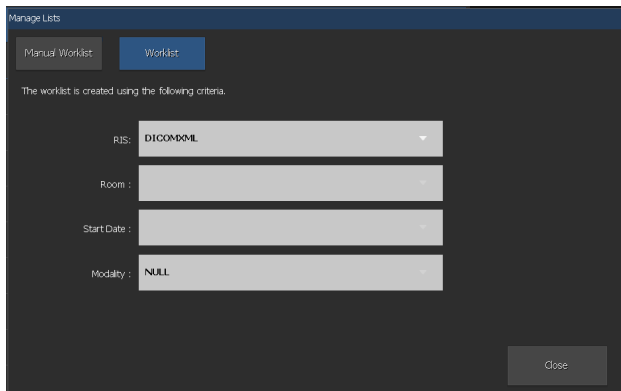 Manage Lists
Manual Worklist
Worklist
The worklist is created using the following criteria.
RIS: DICOMXML
Room :
Start Date :
Modality : NULL
Close